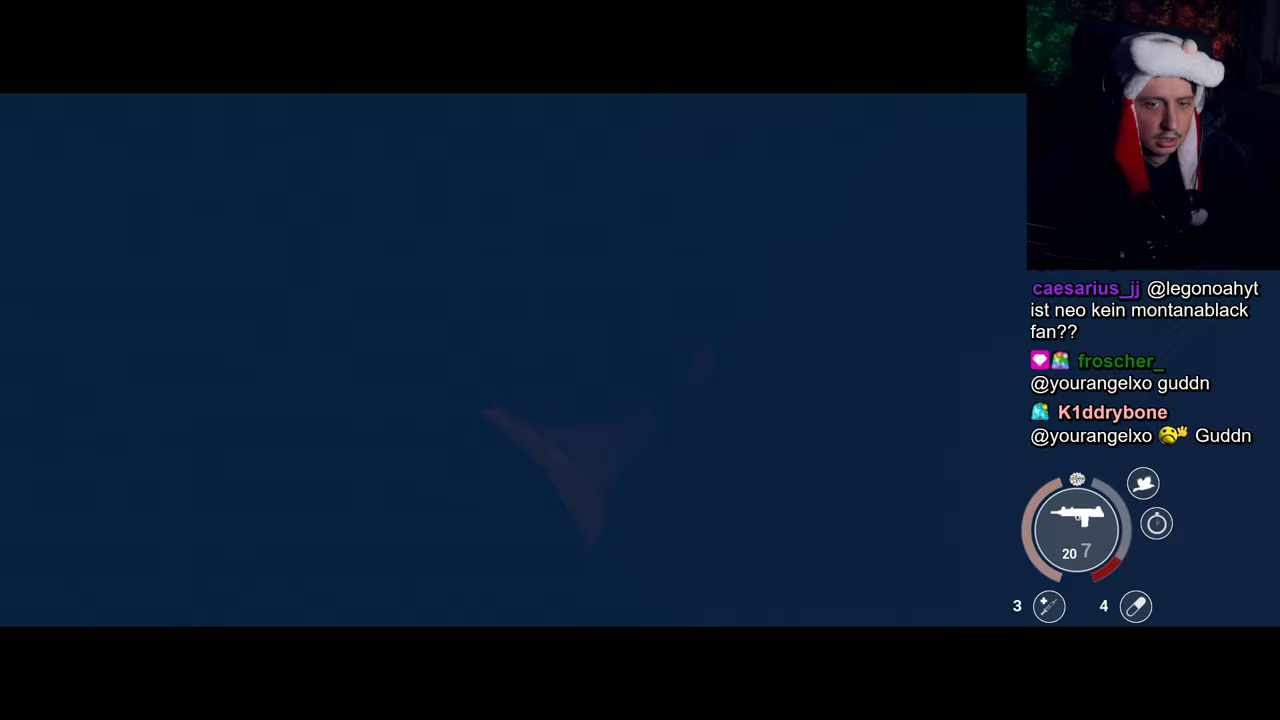 caesarius_jj @legonoahyt
ist neo kein montanablack
fan??
froscher_
@yourangelxo guddn
K1ddrybone
@yourangelxo Guddn
20 7
3
4